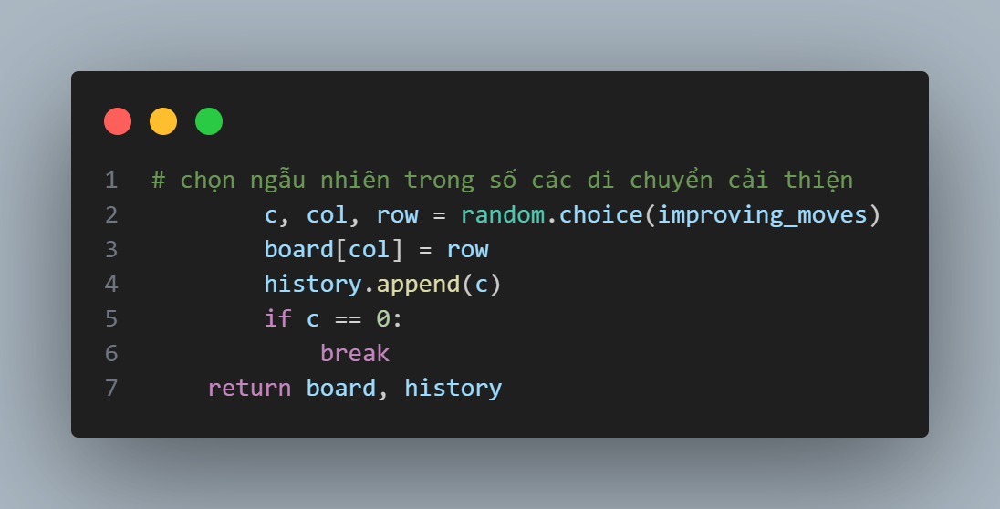 1 # chọn ngẫu nhiên trong số các di chuyển cải thiện
2         c, col, row = random.choice(improving_moves)
3         board[col] = row
4         history.append(c)
5         if c == 0:
6             break
7     return board, history